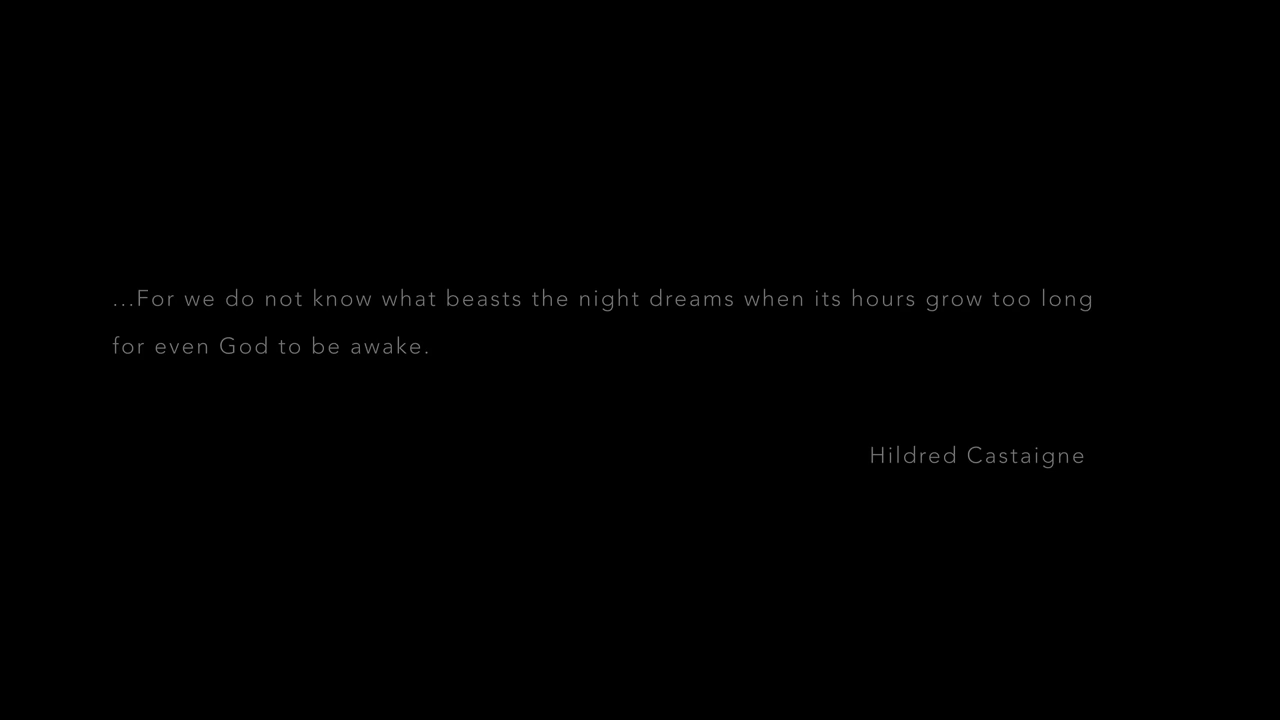 ...For we do not know what beasts the night dreams when its hours grow too long
for even God to be awake.
Hildred Castaigne